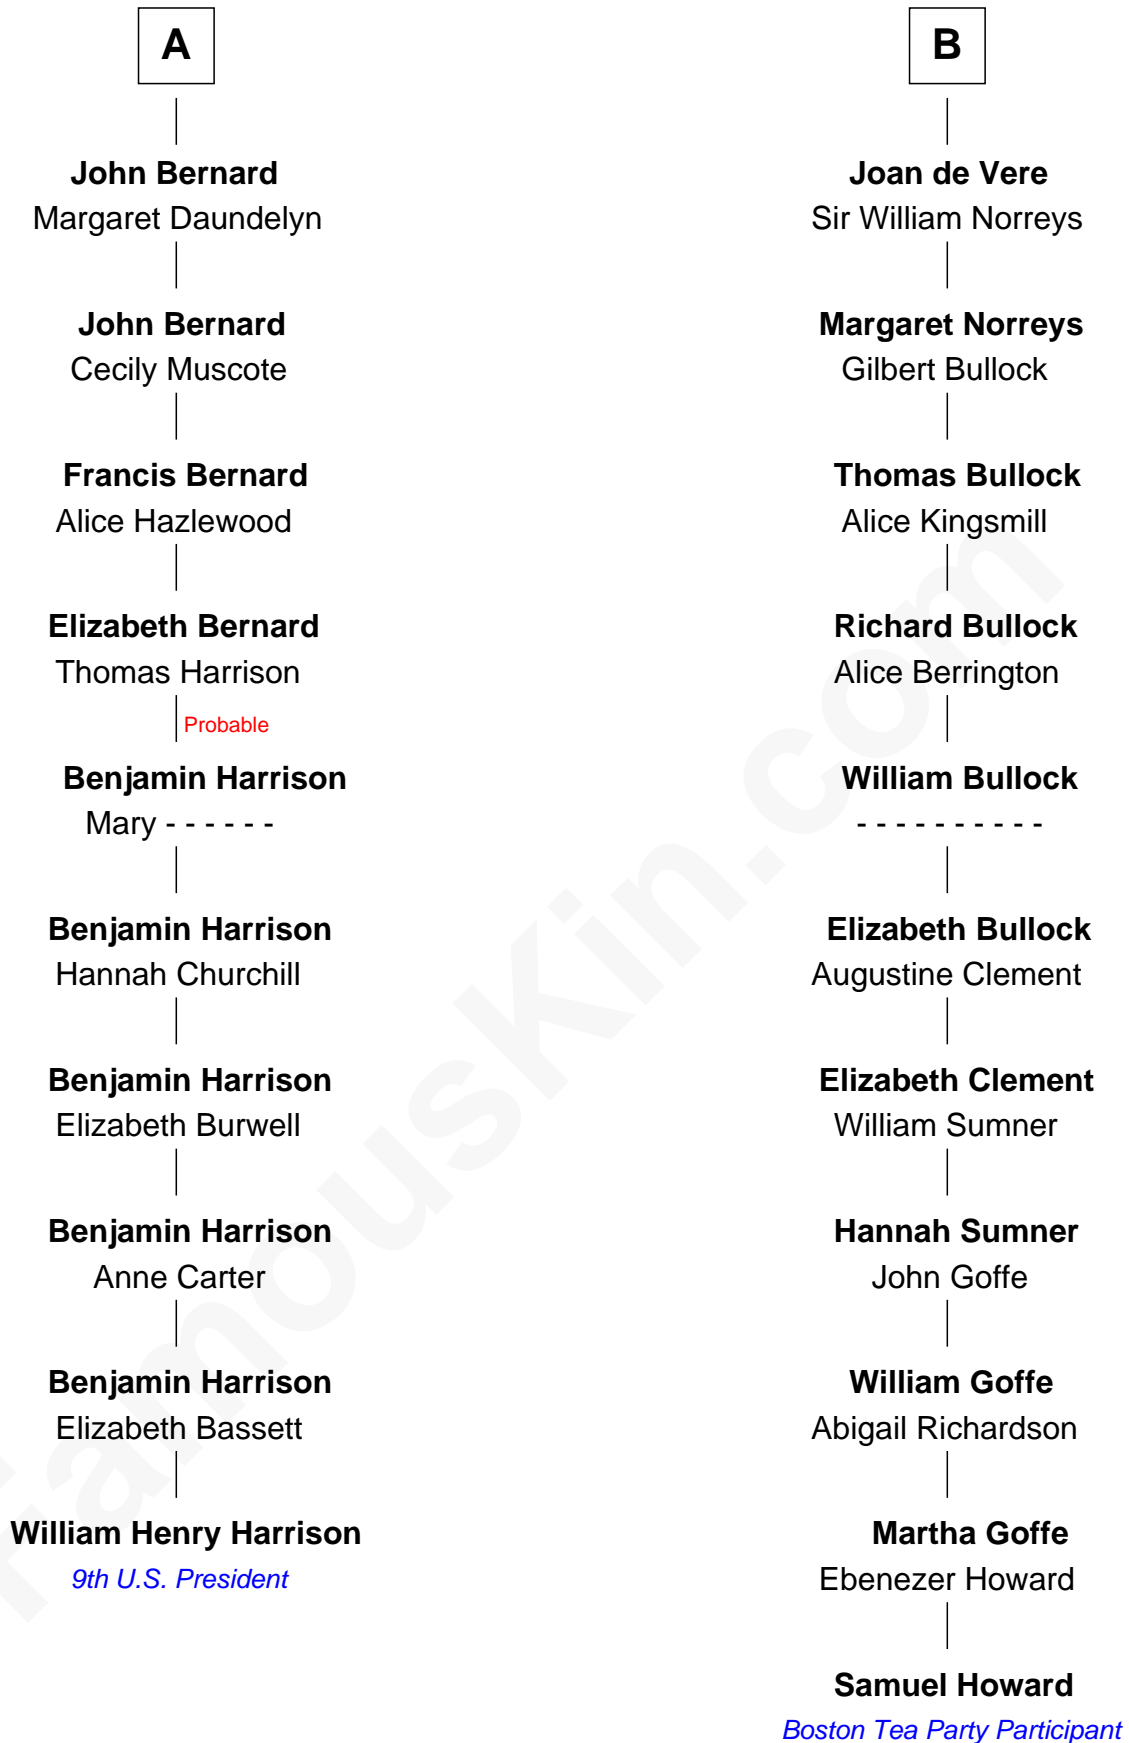 A
John Bernard
Margaret Daundelyn
John Bernard
Cecily Muscote
Francis Bernard
Alice Hazlewood
Elizabeth Bernard
Thomas Harrison
Probable
Benjamin Harrison
Mary - - - - - -
Benjamin Harrison
Hannah Churchill
Benjamin Harrison
Elizabeth Burwell
Benjamin Harrison
Anne Carter
Benjamin Harrison
Elizabeth Bassett
William Henry Harrison
9th U.S. President
B
Joan de Vere
Sir William Norreys
Margaret Norreys
Gilbert Bullock
Thomas Bullock
Alice Kingsmill
Richard Bullock
Alice Berrington
William Bullock
- - - - - - - - - -
Elizabeth Bullock
Augustine Clement
Elizabeth Clement
William Sumner
Hannah Sumner
John Goffe
William Goffe
Abigail Richardson
Martha Goffe
Ebenezer Howard
Samuel Howard
Boston Tea Party Participant
FamousKin.com